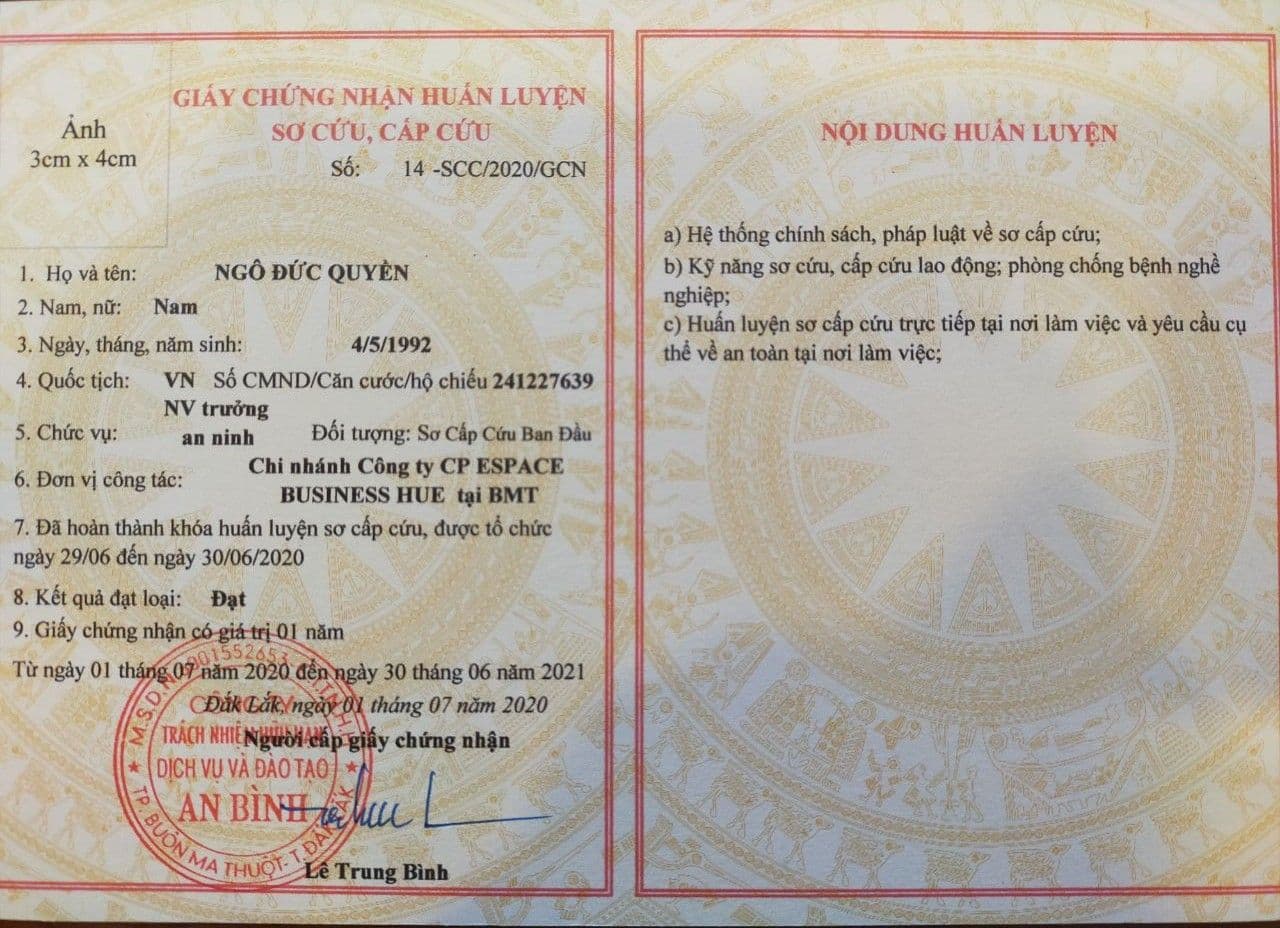 Ảnh
3cm x 4cm
GIẤY CHỨNG NHẬN HUẤN LUYỆN
SƠ CỨU, CẤP CỨU
Số: 14 -SCC/2020/GCN
1. Họ và tên: NGÔ ĐỨC QUYỀN
2. Nam, nữ: Nam
3. Ngày, tháng, năm sinh: 4/5/1992
4. Quốc tịch: VN Số CMND/Căn cước/hộ chiếu 241227639
NV trưởng
5. Chức vụ: an ninh Đối tượng: Sơ Cấp Cứu Ban Đầu
6. Đơn vị công tác: Chi nhánh Công ty CP ESPACE
BUSINESS HUE tại BMT
7. Đã hoàn thành khóa huấn luyện sơ cấp cứu, được tổ chức
ngày 29/06 đến ngày 30/06/2020
8. Kết quả đạt loại: Đạt
9. Giấy chứng nhận có giá trị 01 năm
Từ ngày 01 tháng 07 năm 2020 đến ngày 30 tháng 06 năm 2021
Đắk Lắk, ngày 01 tháng 07 năm 2020
Người cấp giấy chứng nhận
CÔNG TY
TRÁCH NHIỆM HỮU HẠN
DỊCH VỤ VÀ ĐÀO TẠO
AN BÌNH
TP. BUÔN MA THUỘT - T. ĐẮK LẮK
Lê Trung Bình
NỘI DUNG HUẤN LUYỆN
a) Hệ thống chính sách, pháp luật về sơ cấp cứu;
b) Kỹ năng sơ cứu, cấp cứu lao động; phòng chống bệnh nghề
nghiệp;
c) Huấn luyện sơ cấp cứu trực tiếp tại nơi làm việc và yêu cầu cụ
thể về an toàn tại nơi làm việc;